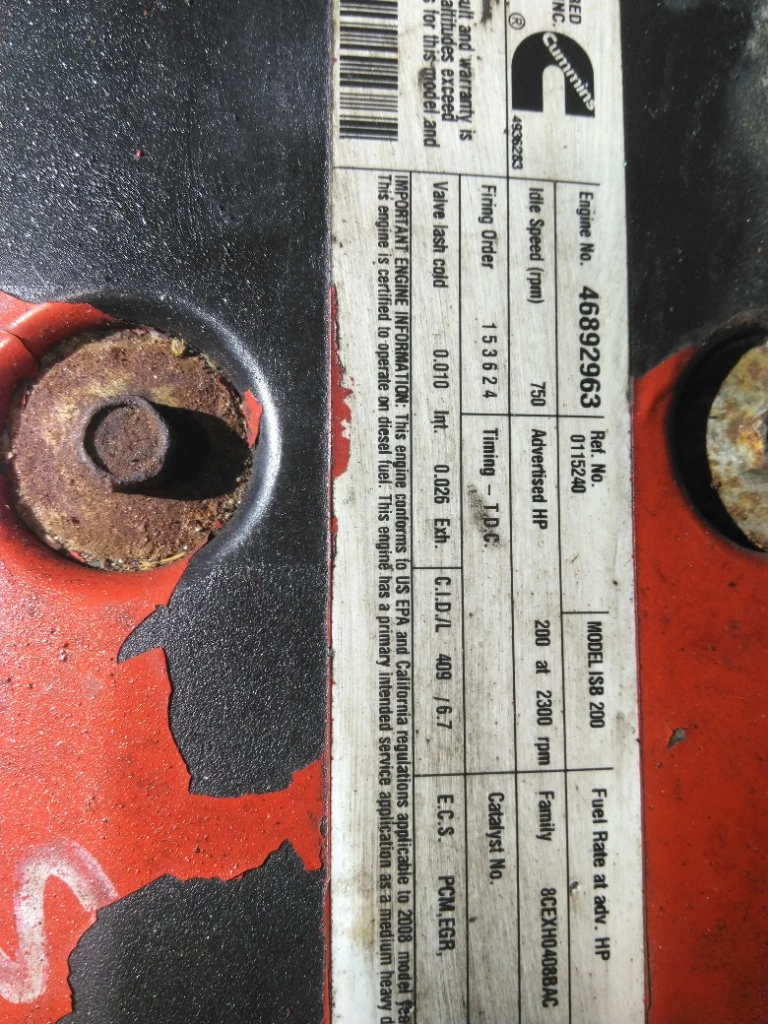 RED
INC.
®
Cummins
4936283
ult and warranty is
altitudes exceed
s for this model and
Engine No. 46892963 Ref. No. 0115240 MODEL ISB 200 Fuel Rate at adv. HP
Idle Speed (rpm) 750 Advertised HP 200 at 2300 rpm Family 8CEXH0408BAC
Firing Order 153624 Timing – T.D.C. Catalyst No.
Valve lash cold 0.010 Int. 0.026 Exh. C.I.D./L 409 / 6.7 E.C.S. PCM,EGR,
IMPORTANT ENGINE INFORMATION: This engine conforms to US EPA and California regulations applicable to 2008 model
This engine is certified to operate on diesel fuel. This engine has a primary intended service application as a medium heavy d